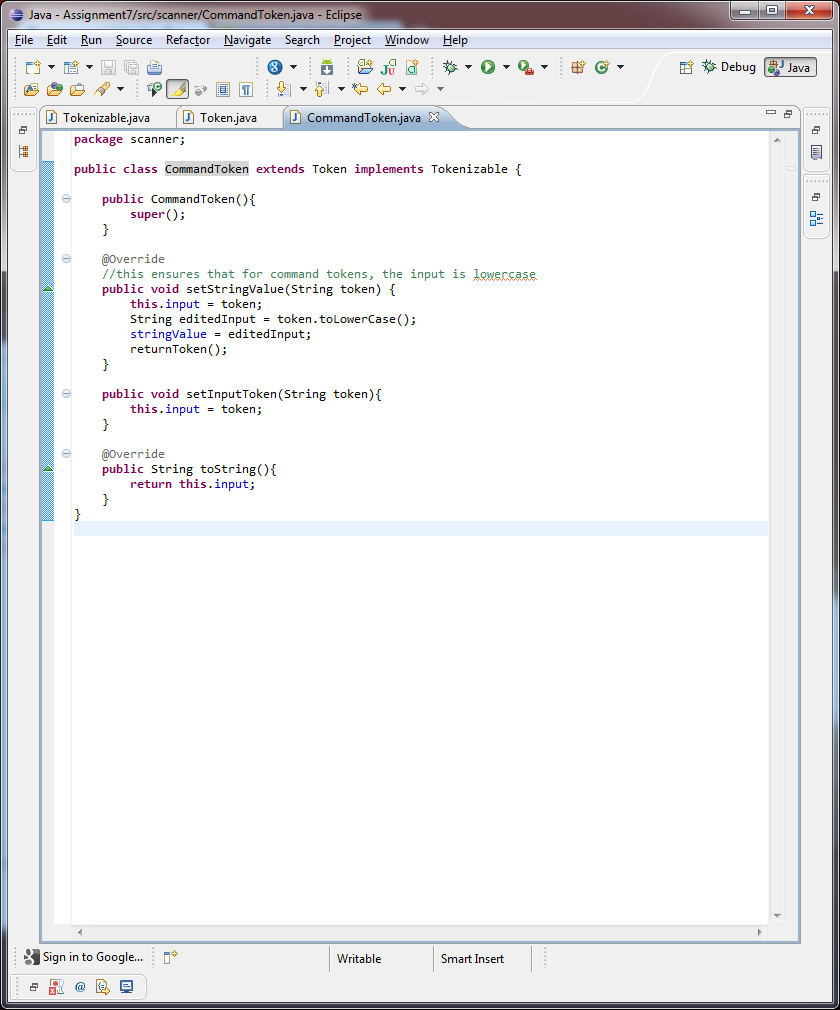 Java - Assignment7/src/scanner/CommandToken.java - Eclipse
File Edit Run Source Refactor Navigate Search Project Window Help
Debug Java
Tokenizable.java Token.java CommandToken.java
package scanner;
public class CommandToken extends Token implements Tokenizable {
public CommandToken(){
super();
}
@Override
//this ensures that for command tokens, the input is lowercase
public void setStringValue(String token) {
this.input = token;
String editedInput = token.toLowerCase();
stringValue = editedInput;
returnToken();
}
public void setInputToken(String token){
this.input = token;
}
@Override
public String toString(){
return this.input;
}
}
Sign in to Google... Writable Smart Insert